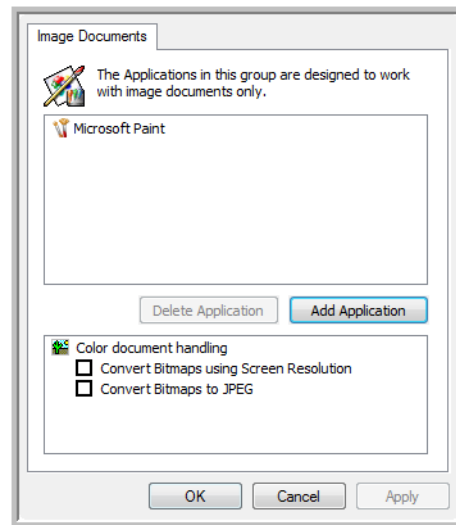 Image Documents
The Applications in this group are designed to work
with image documents only.
Microsoft Paint
Delete Application
Add Application
Color document handling
Convert Bitmaps using Screen Resolution
Convert Bitmaps to JPEG
OK
Cancel
Apply